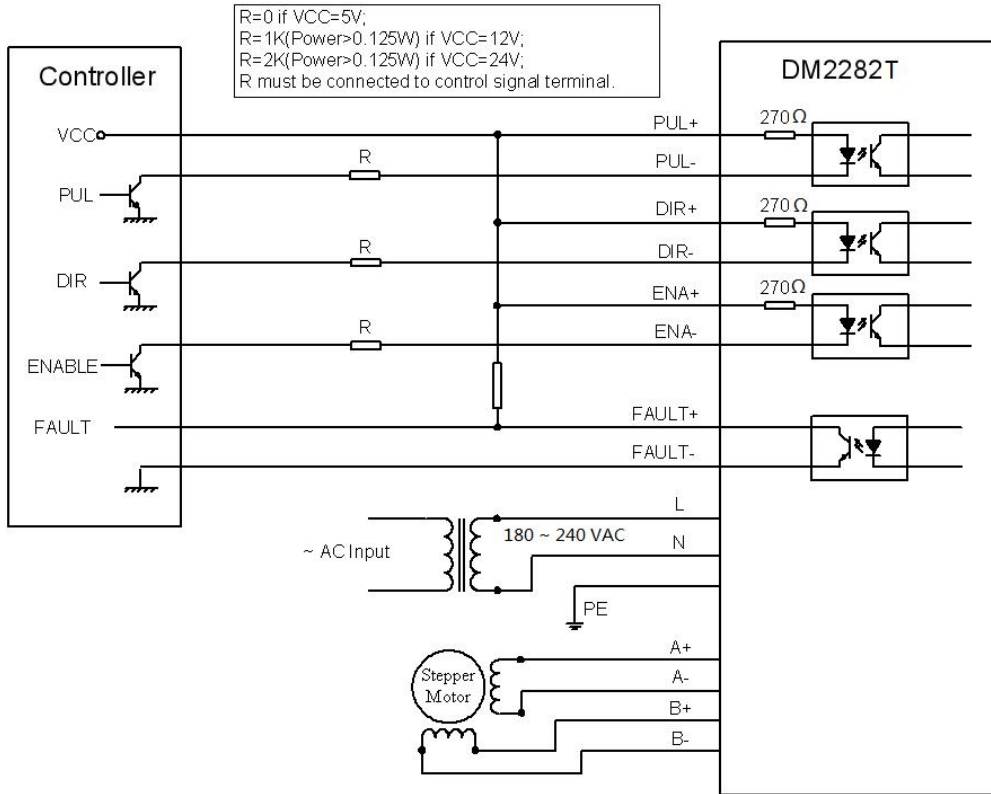 R=0 if VCC=5V;
R=1K(Power>0.125W) if VCC=12V;
R=2K(Power>0.125W) if VCC=24V;
R must be connected to control signal terminal.
Controller
DM2282T
VCC
PUL+
270Ω
R
PUL-
PUL
DIR+
270Ω
R
DIR-
DIR
270Ω
ENA+
R
ENA-
ENABLE
FAULT+
FAULT
FAULT-
L
180 ~ 240 VAC
N
~ AC Input
PE
A+
Stepper
Motor
A-
B+
B-